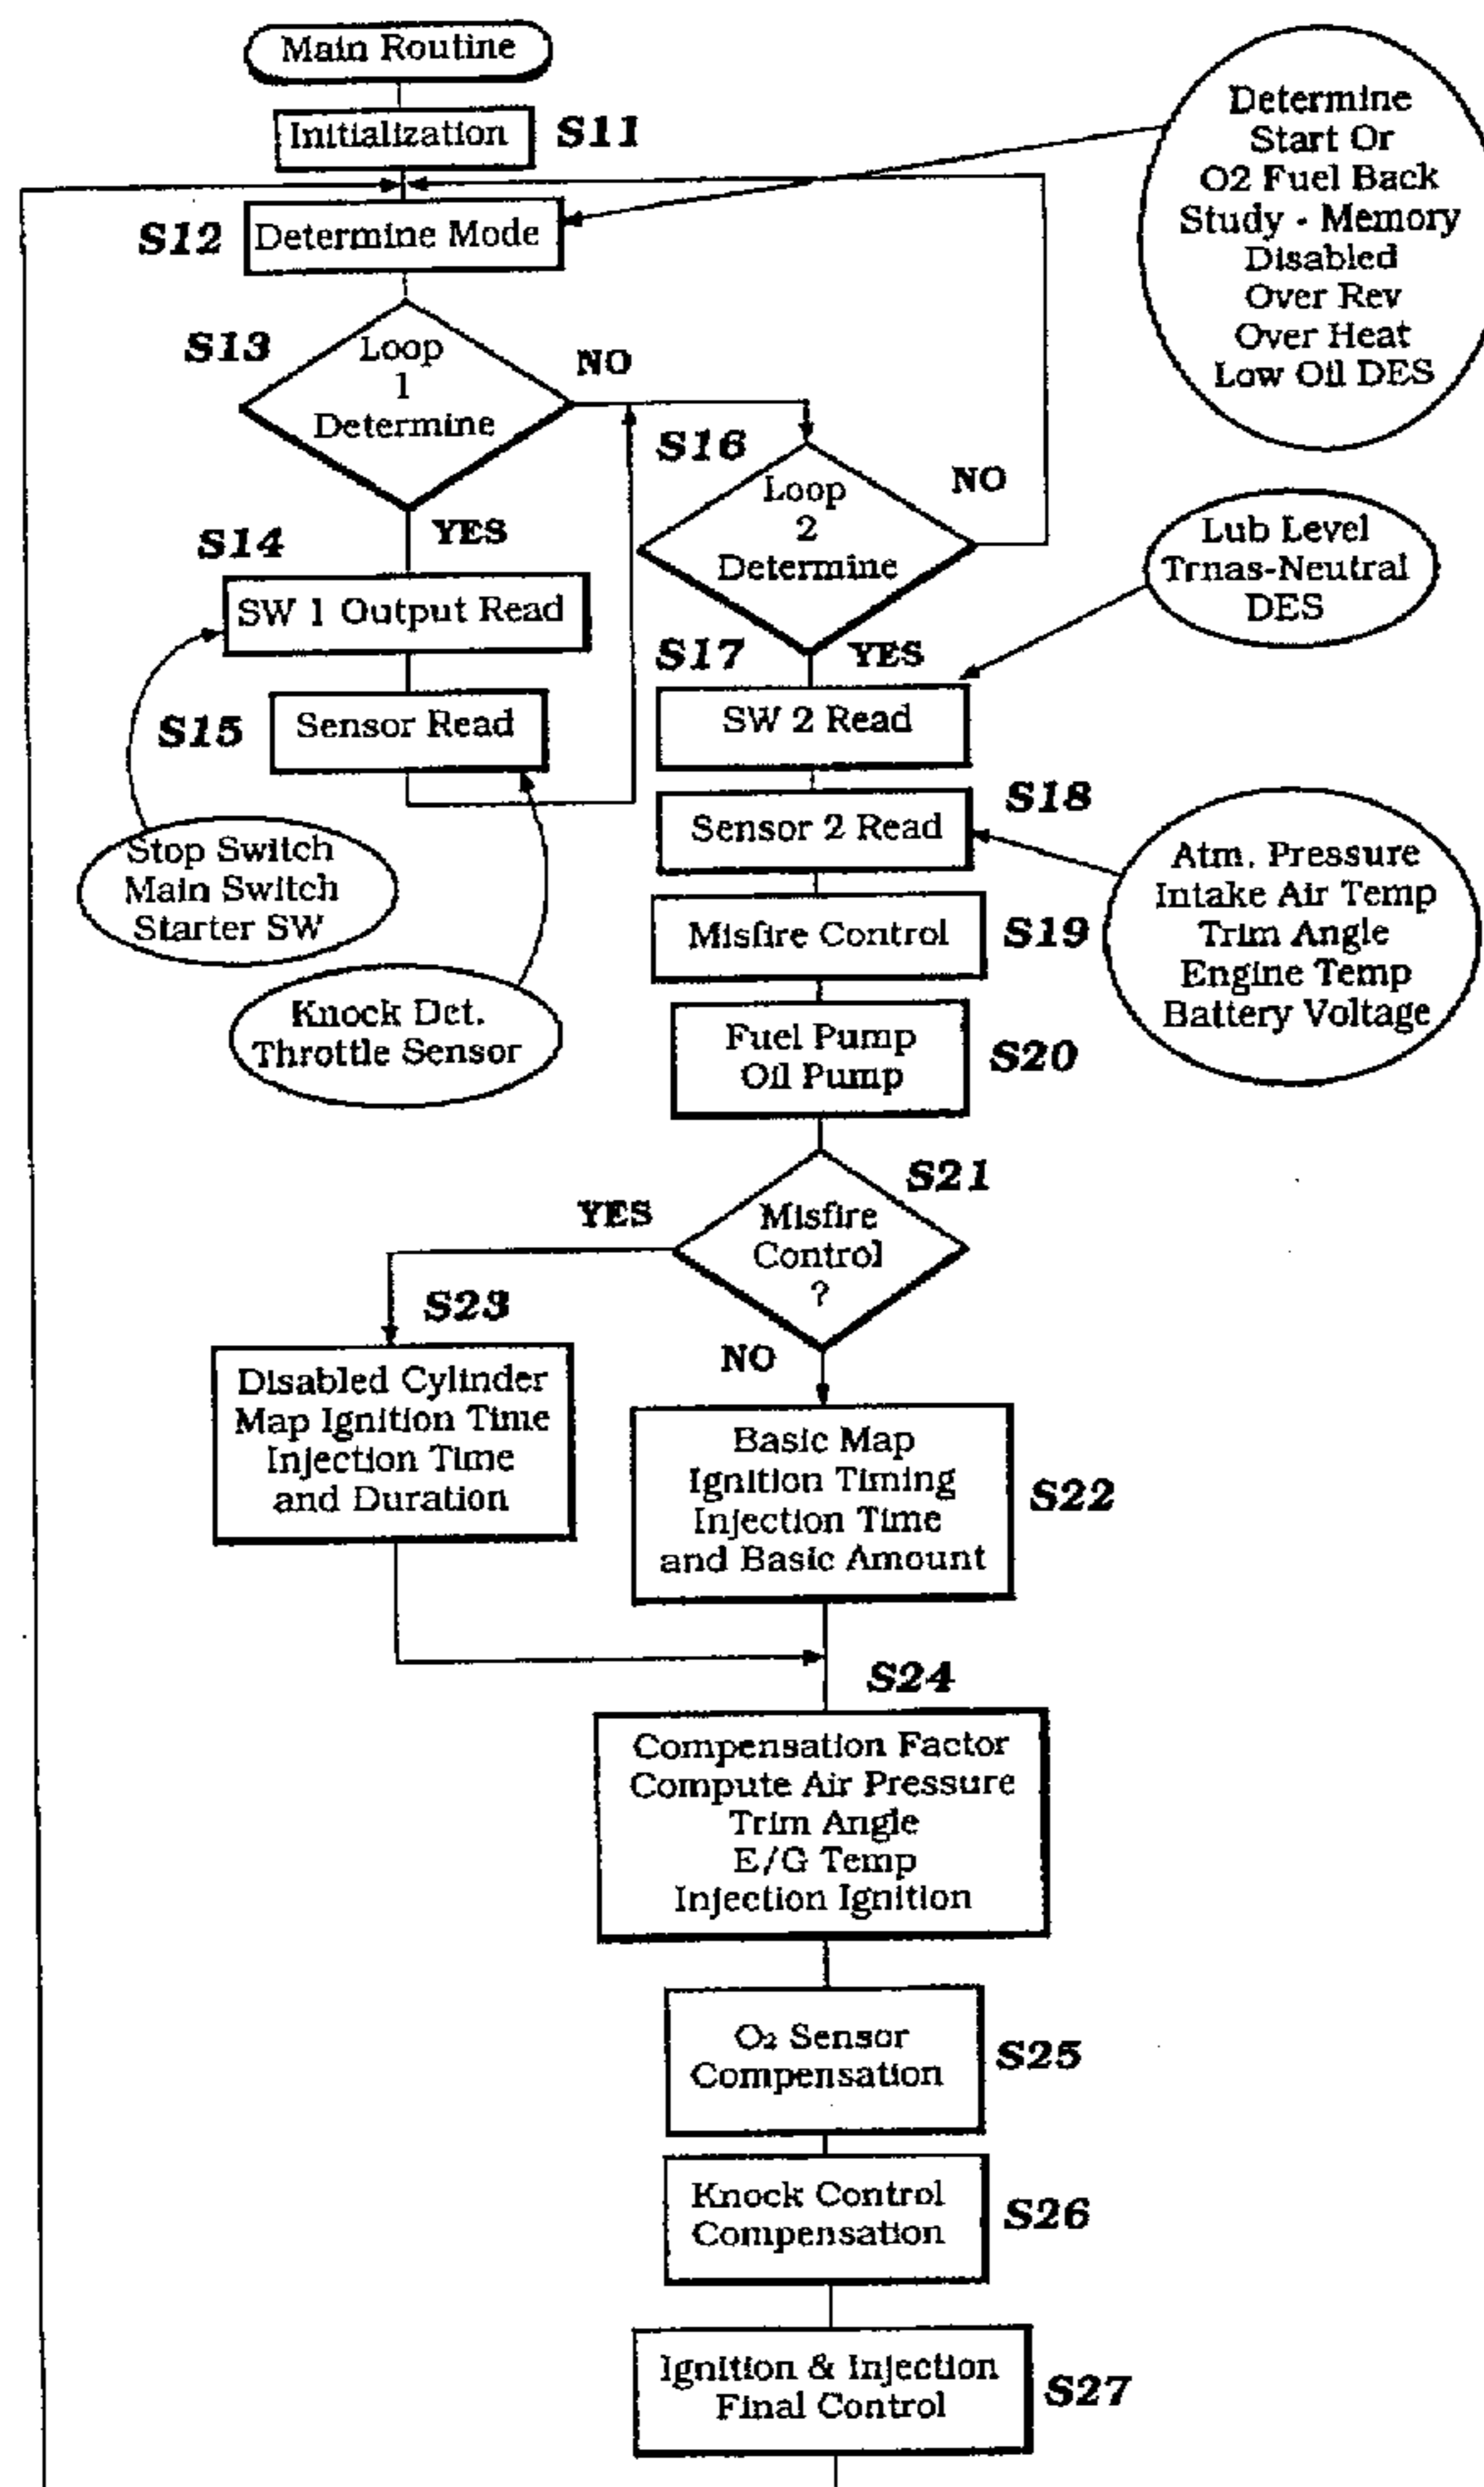 Main Routine
Initialization
S11
S12
Determine Mode
Determine
Start Or
O2 Fuel Back
Study - Memory
Disabled
Over Rev
Over Heat
Low Oil DES
S13
Loop
1
Determine
NO
YES
S14
SW 1 Output Read
S15
Sensor Read
Stop Switch
Main Switch
Starter SW
Knock Det.
Throttle Sensor
S16
Loop
2
Determine
NO
YES
Lub Level
Trnas-Neutral
DES
S17
SW 2 Read
S18
Sensor 2 Read
Atm. Pressure
Intake Air Temp
Trim Angle
Engine Temp
Battery Voltage
Misfire Control
S19
Fuel Pump
Oil Pump
S20
S21
Misfire
Control
?
YES
NO
S23
Disabled Cylinder
Map Ignition Time
Injection Time
and Duration
Basic Map
Ignition Timing
Injection Time
and Basic Amount
S22
S24
Compensation Factor
Compute Air Pressure
Trim Angle
E/G Temp
Injection Ignition
O2 Sensor
Compensation
S25
Knock Control
Compensation
S26
Ignition & Injection
Final Control
S27